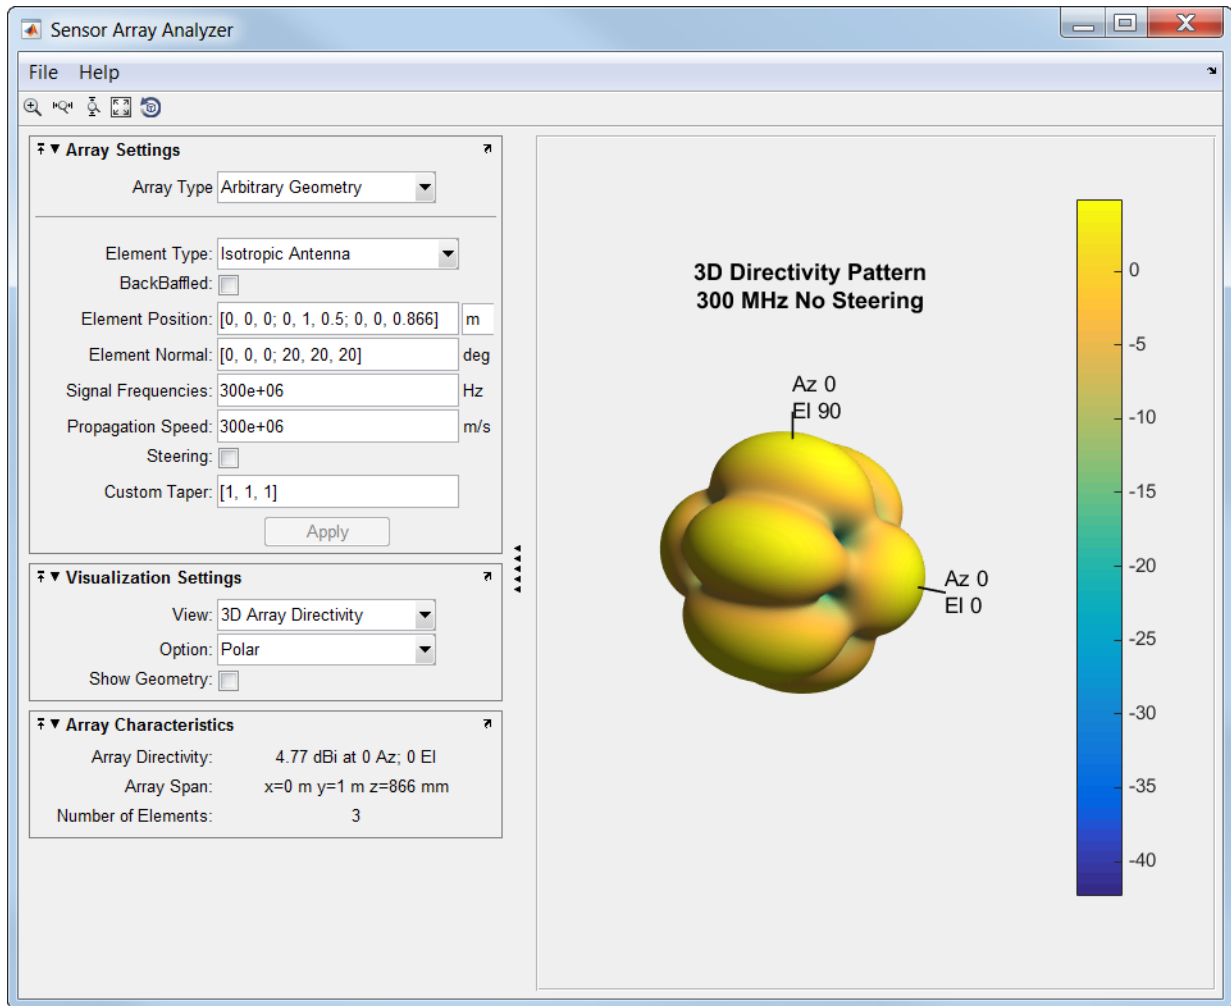 Sensor Array Analyzer
File Help
Array Settings
Array Type Arbitrary Geometry
Element Type: Isotropic Antenna
BackBaffled:
Element Position: [0, 0, 0; 0, 1, 0.5; 0, 0, 0.866] m
Element Normal: [0, 0, 0; 20, 20, 20] deg
Signal Frequencies: 300e+06 Hz
Propagation Speed: 300e+06 m/s
Steering:
Custom Taper: [1, 1, 1]
Apply
Visualization Settings
View: 3D Array Directivity
Option: Polar
Show Geometry:
Array Characteristics
Array Directivity: 4.77 dBi at 0 Az; 0 El
Array Span: x=0 m y=1 m z=866 mm
Number of Elements: 3
3D Directivity Pattern
300 MHz No Steering
Az 0
El 90
Az 0
El 0
0
-5
-10
-15
-20
-25
-30
-35
-40